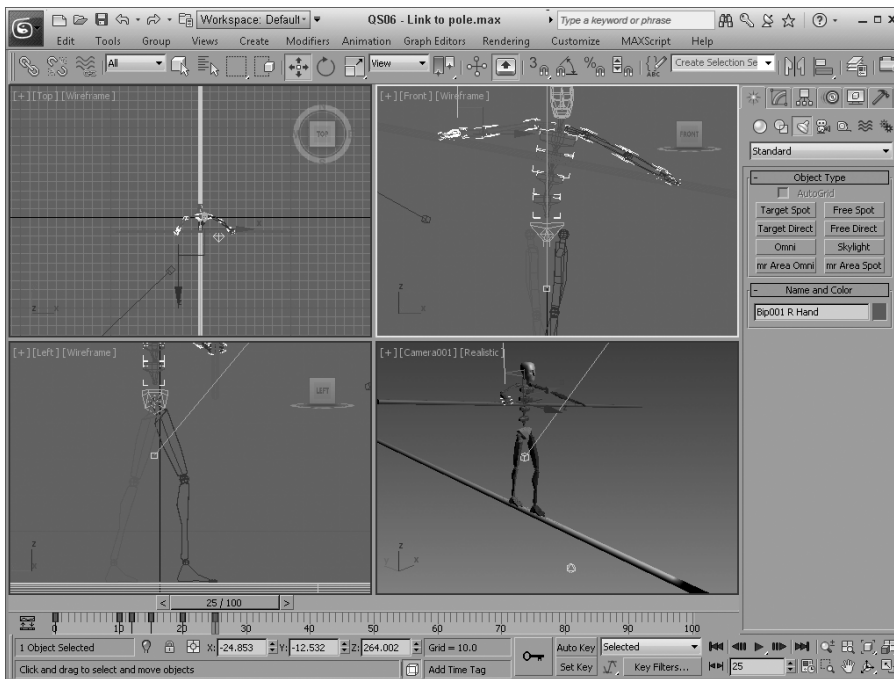 Workspace: Default
QS06 - Link to pole.max
Type a keyword or phrase
Edit Tools Group Views Create Modifiers Animation Graph Editors Rendering Customize MAXScript Help
All
View
3
%
ABC
Create Selection Se
[+] [Top] [Wireframe]
TOP
x
z x
[+] [Front] [Wireframe]
FRONT
z x
Standard
- Object Type
AutoGrid
Target Spot Free Spot
Target Direct Free Direct
Omni Skylight
mr Area Omni mr Area Spot
- Name and Color
Bip001 R Hand
[+] [Left] [Wireframe]
LEFT
z
x
[+] [Camera001] [Realistic]
z
x
< 25 / 100 >
0 10 20 30 40 50 60 70 80 90 100
1 Object Selected X: -24.853 Y: -12.532 Z: 264.002 Grid = 10.0 Auto Key Selected
Click and drag to select and move objects Add Time Tag Set Key Key Filters... 25